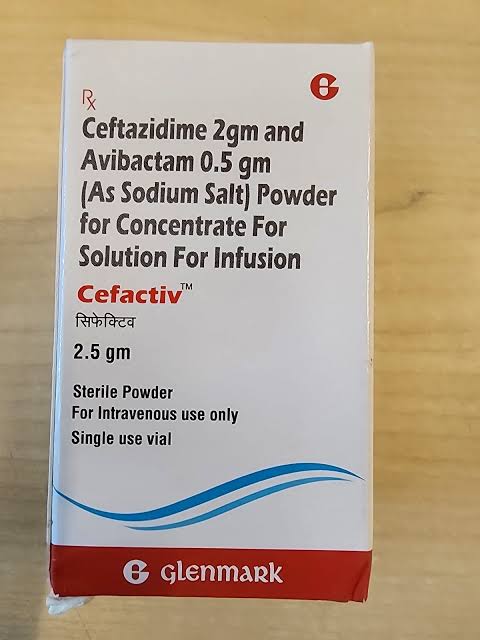 Rx
Ceftazidime 2gm and
Avibactam 0.5 gm
(As Sodium Salt) Powder
for Concentrate For
Solution For Infusion
Cefactiv™
सिफेक्टिव
2.5 gm
Sterile Powder
For Intravenous use only
Single use vial
glenmark